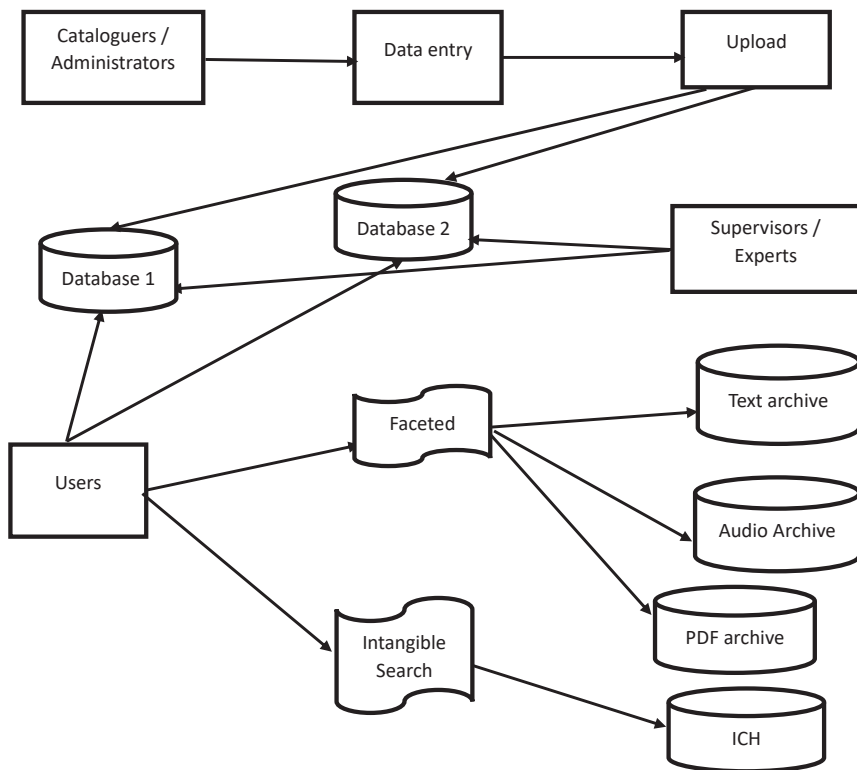 Cataloguers /
Administrators
Data entry
Upload
Database 2
Database 1
Supervisors /
Experts
Text archive
Faceted
Users
Audio Archive
PDF archive
Intangible
Search
ICH